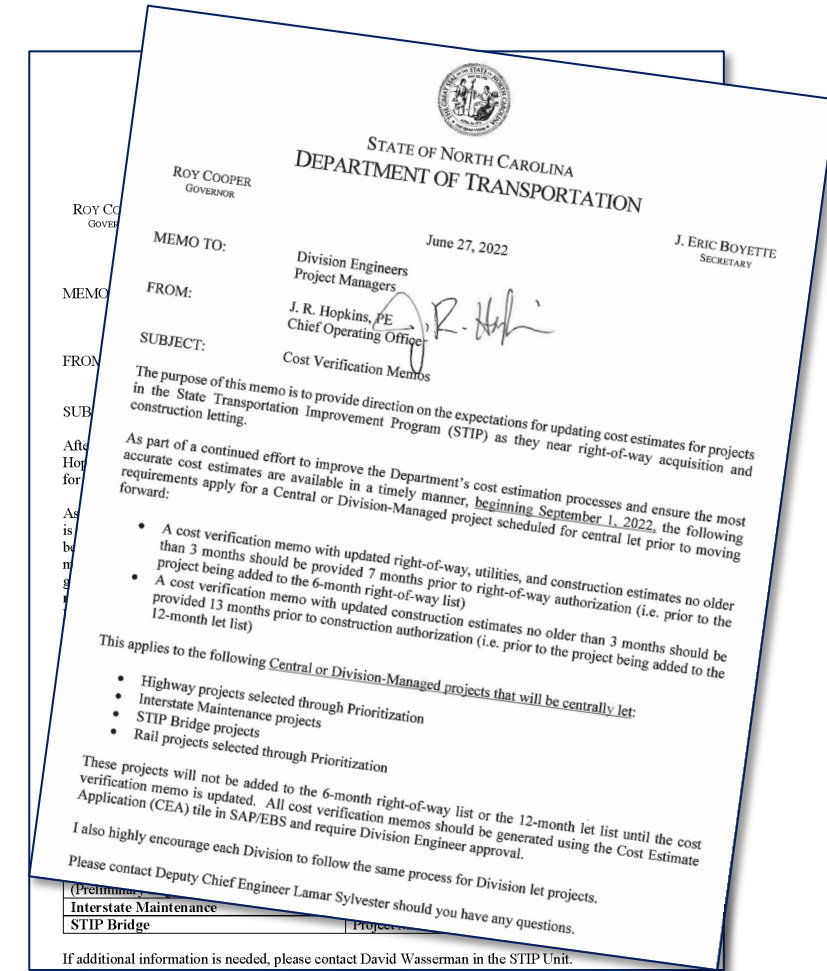 THE GREAT SEAL OF THE STATE OF NORTH CAROLINA
STATE OF NORTH CAROLINA
DEPARTMENT OF TRANSPORTATION
ROY COOPER
GOVERNOR
J. ERIC BOYETTE
SECRETARY
June 27, 2022
MEMO TO:
Division Engineers
Project Managers
FROM:
J. R. Hopkins, PE
Chief Operating Officer
J. R. Hopkins
SUBJECT:
Cost Verification Memos
The purpose of this memo is to provide direction on the expectations for updating cost estimates for projects
in the State Transportation Improvement Program (STIP) as they near right-of-way acquisition and
construction letting.
As part of a continued effort to improve the Department's cost estimation processes and ensure the most
accurate cost estimates are available in a timely manner, beginning September 1, 2022, the following
requirements apply for a Central or Division-Managed project scheduled for central let prior to moving
forward:
• A cost verification memo with updated right-of-way, utilities, and construction estimates no older
than 3 months should be provided 7 months prior to right-of-way authorization (i.e. prior to the
project being added to the 6-month right-of-way list)
• A cost verification memo with updated construction estimates no older than 3 months should be
provided 13 months prior to construction authorization (i.e. prior to the project being added to the
12-month let list)
This applies to the following Central or Division-Managed projects that will be centrally let:
• Highway projects selected through Prioritization
• Interstate Maintenance projects
• STIP Bridge projects
• Rail projects selected through Prioritization
These projects will not be added to the 6-month right-of-way list or the 12-month let list until the cost
verification memo is updated. All cost verification memos should be generated using the Cost Estimate
Application (CEA) tile in SAP/EBS and require Division Engineer approval.
I also highly encourage each Division to follow the same process for Division let projects.
Please contact Deputy Chief Engineer Lamar Sylvester should you have any questions.
ROY CO
GOVER
MEMO
FROM
SUB
Afte
Hop
for
As
is
be
m
g
(Prelimina
Interstate Maintenance
STIP Bridge
Project
If additional information is needed, please contact David Wasserman in the STIP Unit.